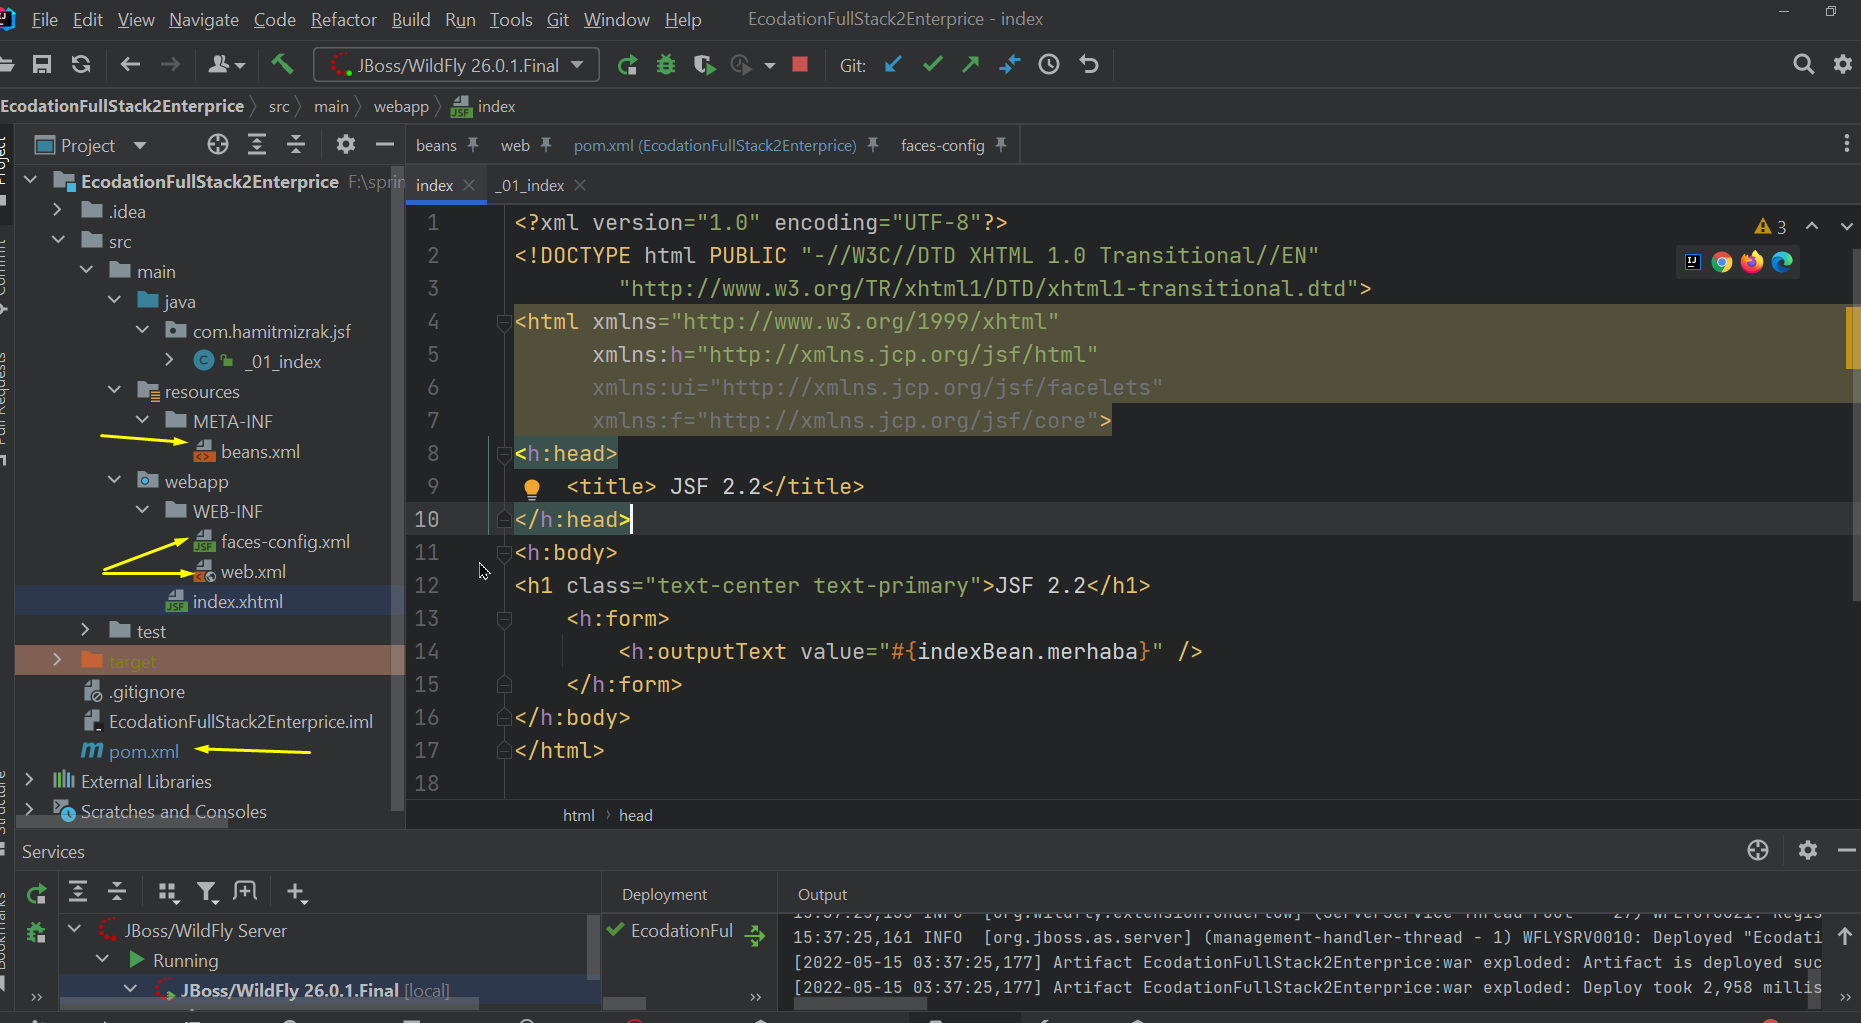 File Edit View Navigate Code Refactor Build Run Tools Git Window Help EcodationFullStack2Enterprice - index
JBoss/WildFly 26.0.1.Final Git:
EcodationFullStack2Enterprice src main webapp index
Project
beans web pom.xml (EcodationFullStack2Enterprice) faces-config
index _01_index
EcodationFullStack2Enterprice F:\sprin
.idea
src
main
java
com.hamitmizrak.jsf
_01_index
resources
META-INF
beans.xml
webapp
WEB-INF
faces-config.xml
web.xml
index.xhtml
test
target
.gitignore
EcodationFullStack2Enterprice.iml
pom.xml
External Libraries
Scratches and Consoles
3
1 <?xml version="1.0" encoding="UTF-8"?>
2 <!DOCTYPE html PUBLIC "-//W3C//DTD XHTML 1.0 Transitional//EN"
3 "http://www.w3.org/TR/xhtml1/DTD/xhtml1-transitional.dtd">
4 <html xmlns="http://www.w3.org/1999/xhtml"
5 xmlns:h="http://xmlns.jcp.org/jsf/html"
6 xmlns:ui="http://xmlns.jcp.org/jsf/facelets"
7 xmlns:f="http://xmlns.jcp.org/jsf/core">
8 <h:head>
9 <title> JSF 2.2</title>
10 </h:head>
11 <h:body>
12 <h1 class="text-center text-primary">JSF 2.2</h1>
13 <h:form>
14 <h:outputText value="#{indexBean.merhaba}" />
15 </h:form>
16 </h:body>
17 </html>
18
html head
Services
Deployment Output
JBoss/WildFly Server
Running
JBoss/WildFly 26.0.1.Final [local]
EcodationFul
15:37:25,161 INFO [org.jboss.as.server] (management-handler-thread - 1) WFLYSRV0010: Deployed "Ecodati
[2022-05-15 03:37:25,177] Artifact EcodationFullStack2Enterprice:war exploded: Artifact is deployed suc
[2022-05-15 03:37:25,177] Artifact EcodationFullStack2Enterprice:war exploded: Deploy took 2,958 millis